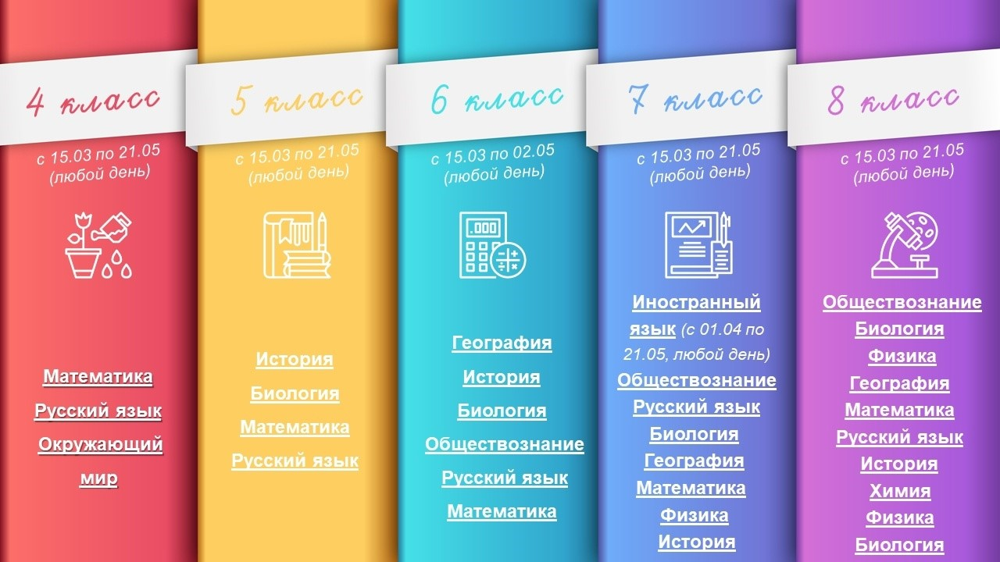 4 класс
с 15.03 по 21.05
(любой день)
Математика
Русский язык
Окружающий
мир
5 класс
с 15.03 по 21.05
(любой день)
История
Биология
Математика
Русский язык
6 класс
с 15.03 по 02.05
(любой день)
.000
География
История
Биология
Обществознание
Русский язык
Математика
7 класс
с 15.03 по 21.05
(любой день)
Иностранный
язык (с 01.04 по
21.05, любой день)
Обществознание
Русский язык
Биология
География
Математика
Физика
История
8 класс
с 15.03 по 21.05
(любой день)
Обществознание
Биология
Физика
География
Математика
Русский язык
История
Химия
Физика
Биология